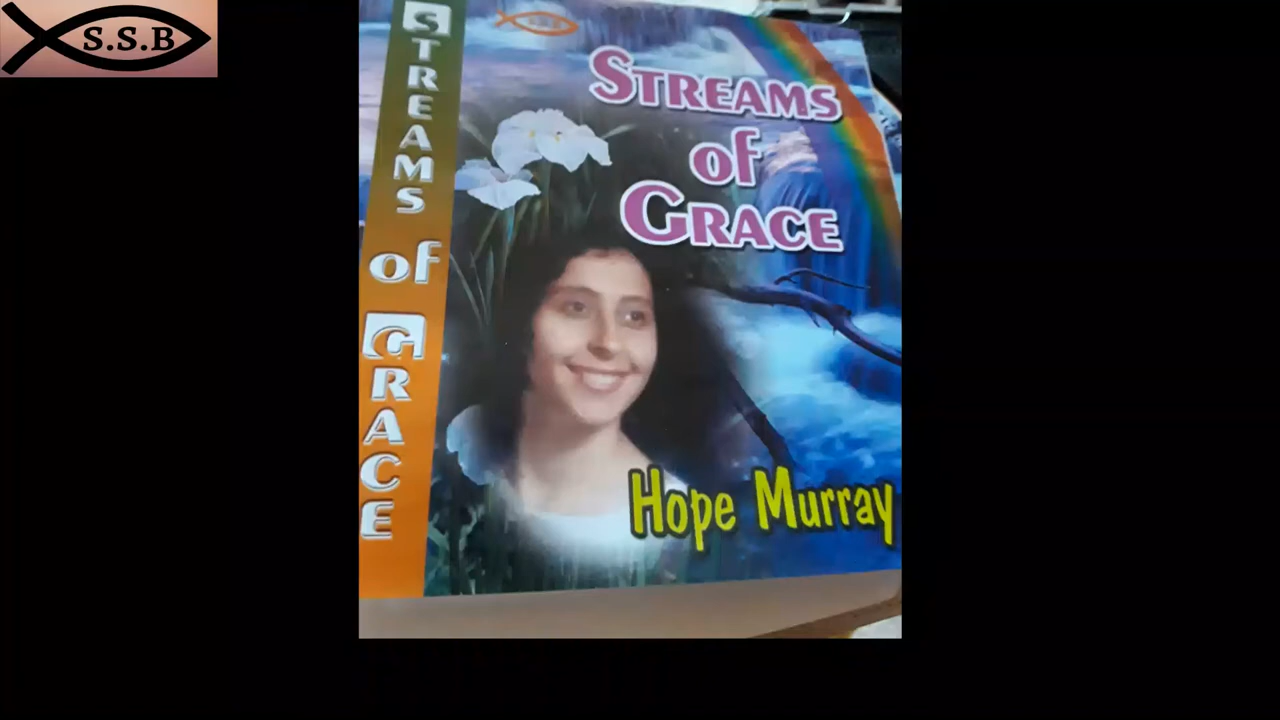 S.S.B
STREAMS of GRACE
S.S.B
STREAMS
of
GRACE
Hope Murray